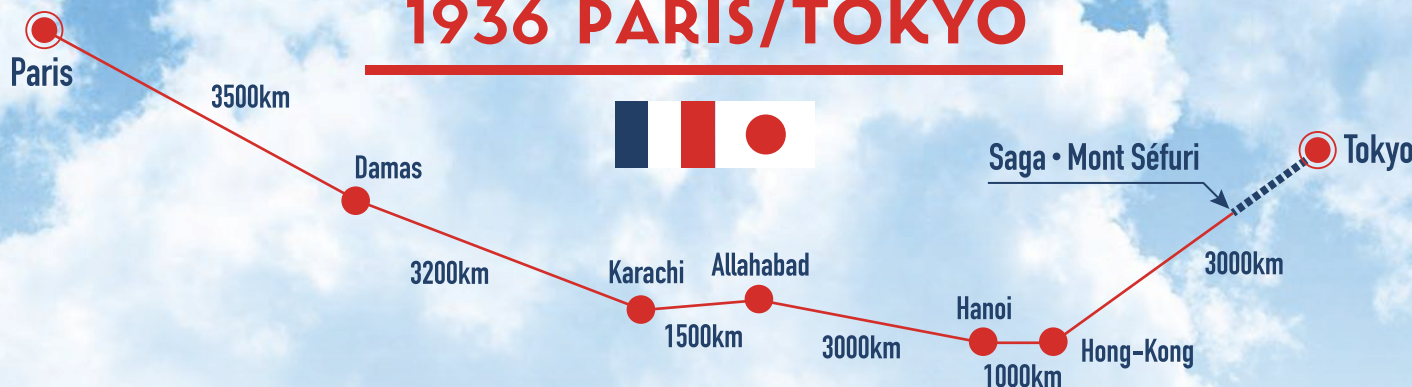 1936 PARIS/TOKYO
Paris
3500km
Damas
3200km
Karachi
1500km
Allahabad
3000km
Hanoi
1000km
Hong-Kong
3000km
Saga • Mont Séfuri
Tokyo